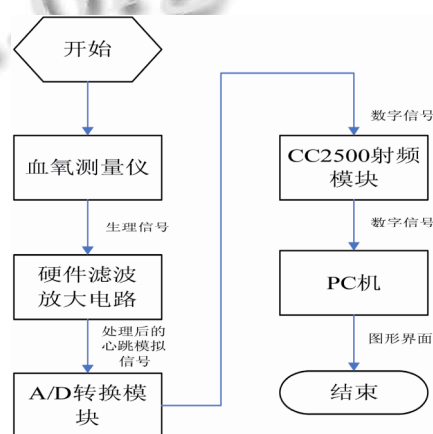 开始
血氧测量仪
生理信号
硬件滤波
放大电路
处理后的
心跳模拟
信号
A/D转换模
块
数字信号
CC2500射频
模块
数字信号
PC机
图形界面
结束